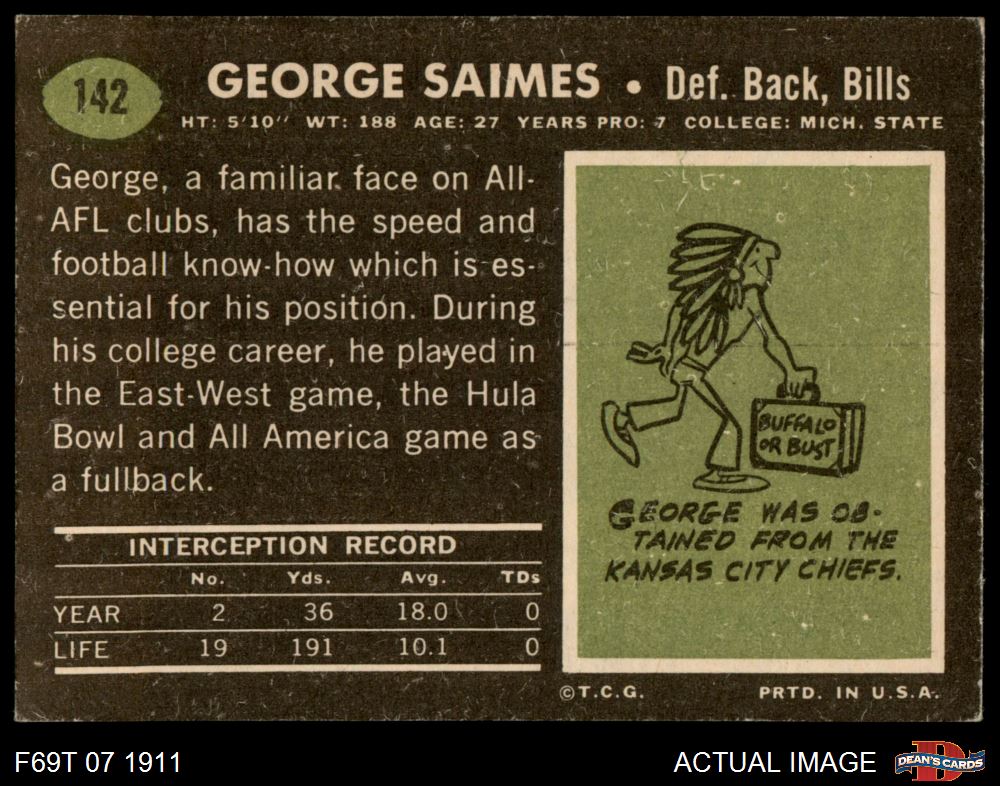 142
GEORGE SAIMES • Def. Back, Bills
HT: 5'10" WT: 188 AGE: 27 YEARS PRO: 7 COLLEGE: MICH. STATE
George, a familiar face on All-
AFL clubs, has the speed and
football know-how which is es-
sential for his position. During
his college career, he played in
the East-West game, the Hula
Bowl and All America game as
a fullback.
INTERCEPTION RECORD
No. Yds. Avg. TDs
YEAR 2 36 18.0 0
LIFE 19 191 10.1 0
BUFFALO
OR BUST
GEORGE WAS OB-
TAINED FROM THE
KANSAS CITY CHIEFS.
©T.C.G. PRTD. IN U.S.A.
F69T 07 1911
ACTUAL IMAGE
D
DEAN'S CARDS